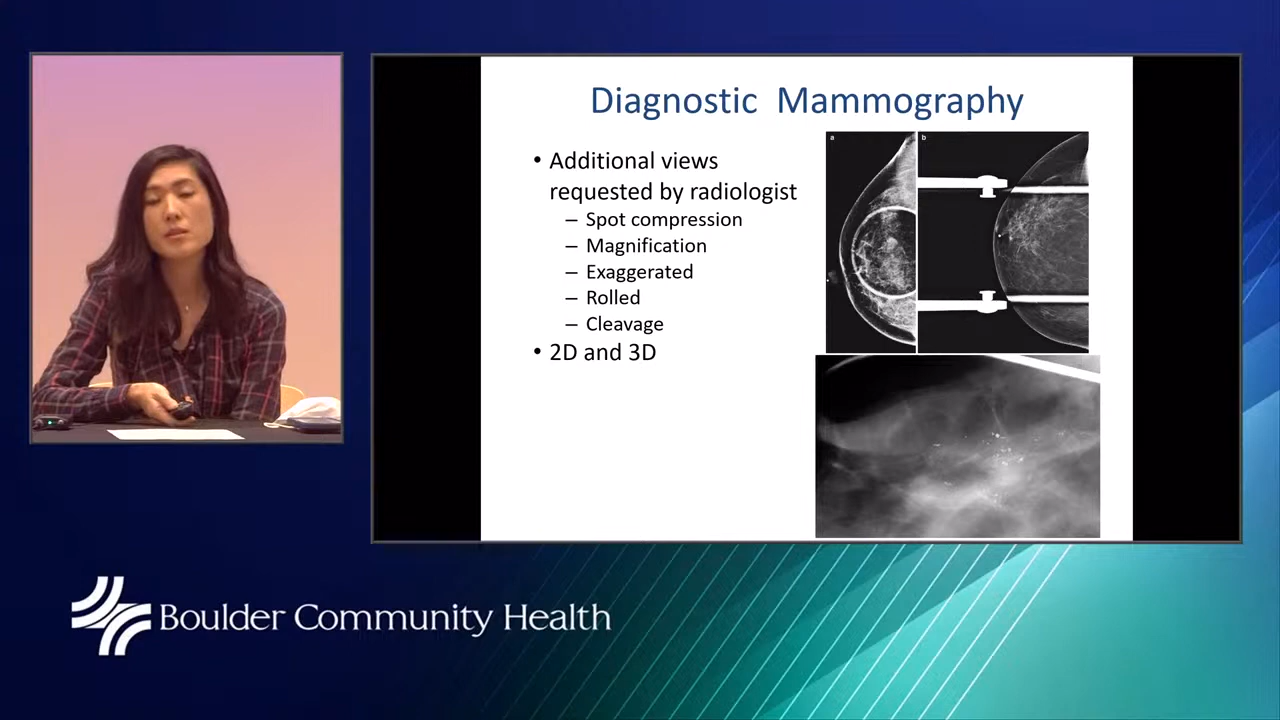 Diagnostic Mammography
• Additional views
requested by radiologist
– Spot compression
– Magnification
– Exaggerated
– Rolled
– Cleavage
• 2D and 3D
a
b
Boulder Community Health